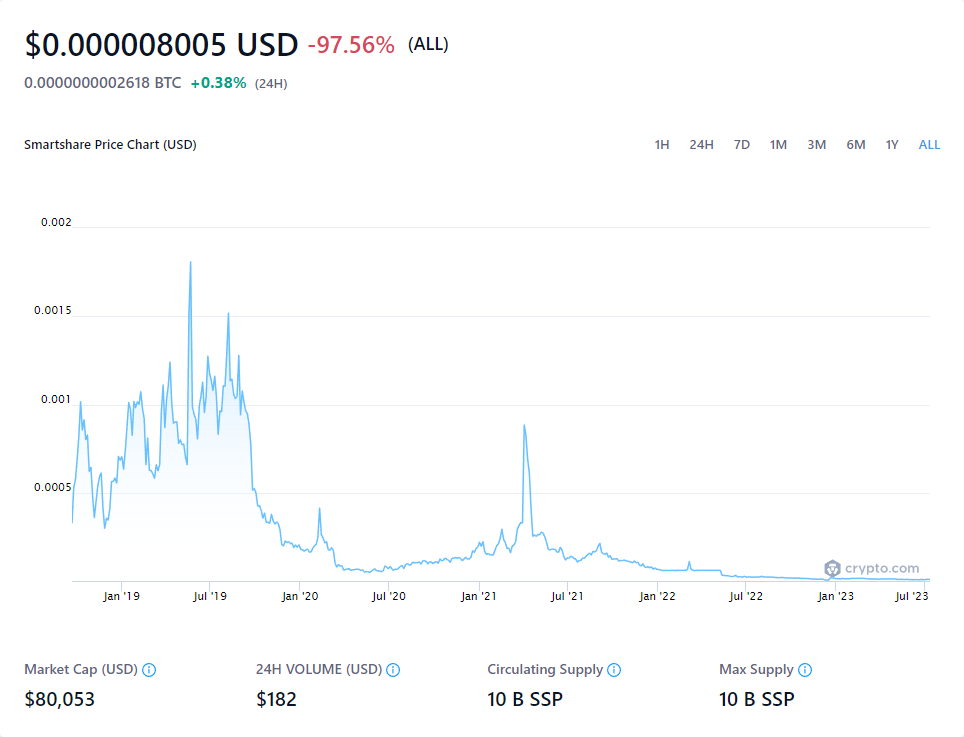 $0.000008005 USD -97.56% (ALL)
0.0000000002618 BTC +0.38% (24H)
Smartshare Price Chart (USD) 1H 24H 7D 1M 3M 6M 1Y ALL
0.002
0.0015
0.001
0.0005
crypto.com
Jan '19 Jul '19 Jan '20 Jul '20 Jan '21 Jul '21 Jan '22 Jul '22 Jan '23 Jul '23
Market Cap (USD) 24H VOLUME (USD) Circulating Supply Max Supply
$80,053 $182 10 B SSP 10 B SSP